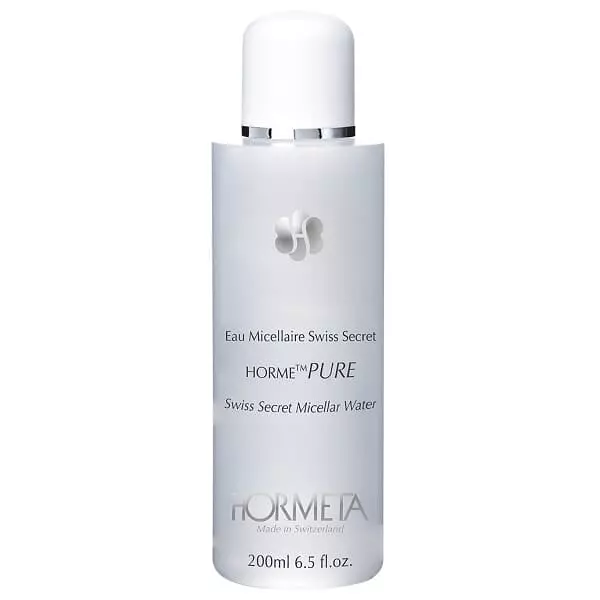 H
Eau Micellaire Swiss Secret
HORME™PURE
Swiss Secret Micellar Water
HORMETA
Made in Switzerland
200ml 6.5 fl.oz.